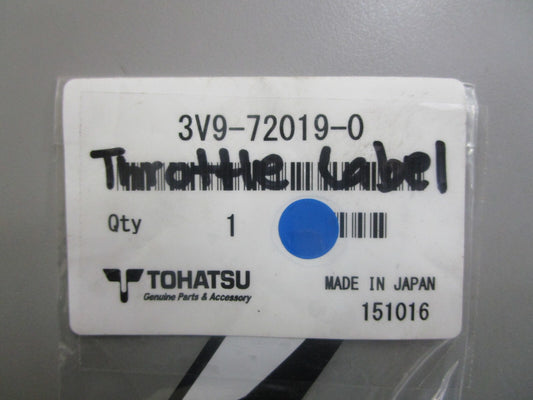 3V9-72019-0
Throttle Label
Qty 1
TOHATSU
Genuine Parts & Accessory
MADE IN JAPAN
151016